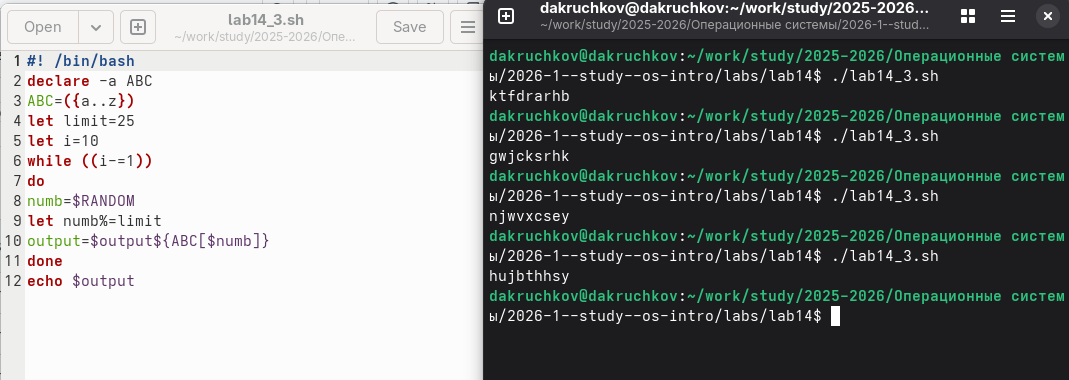 Open
lab14_3.sh
~/work/study/2025-2026/Опе...
Save
1 #! /bin/bash
2 declare -a ABC
3 ABC=({a..z})
4 let limit=25
5 let i=10
6 while ((i-=1))
7 do
8 numb=$RANDOM
9 let numb%=limit
10 output=$output${ABC[$numb]}
11 done
12 echo $output
dakruchkov@dakruchkov:~/work/study/2025-2026...
~/work/study/2025-2026/Операционные системы/2026-1--stud...
dakruchkov@dakruchkov:~/work/study/2025-2026/Операционные систем
ы/2026-1--study--os-intro/labs/lab14$ ./lab14_3.sh
ktfdrarhb
dakruchkov@dakruchkov:~/work/study/2025-2026/Операционные систем
ы/2026-1--study--os-intro/labs/lab14$ ./lab14_3.sh
gwjcksrhk
dakruchkov@dakruchkov:~/work/study/2025-2026/Операционные систем
ы/2026-1--study--os-intro/labs/lab14$ ./lab14_3.sh
njwvxcsey
dakruchkov@dakruchkov:~/work/study/2025-2026/Операционные систем
ы/2026-1--study--os-intro/labs/lab14$ ./lab14_3.sh
hujbthhsy
dakruchkov@dakruchkov:~/work/study/2025-2026/Операционные систем
ы/2026-1--study--os-intro/labs/lab14$